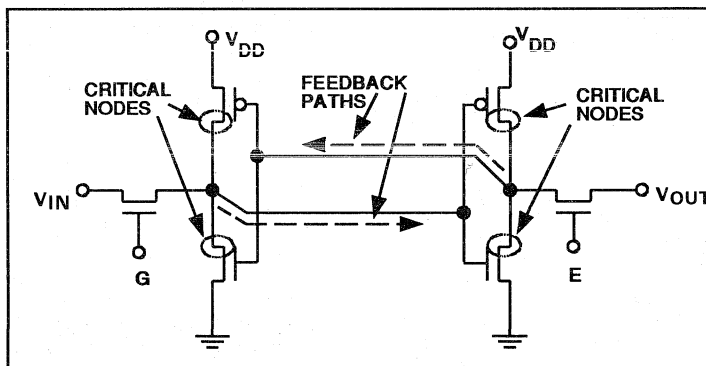 VDD
VDD
CRITICAL
NODES
FEEDBACK
PATHS
CRITICAL
NODES
VIN
VOUT
G
E